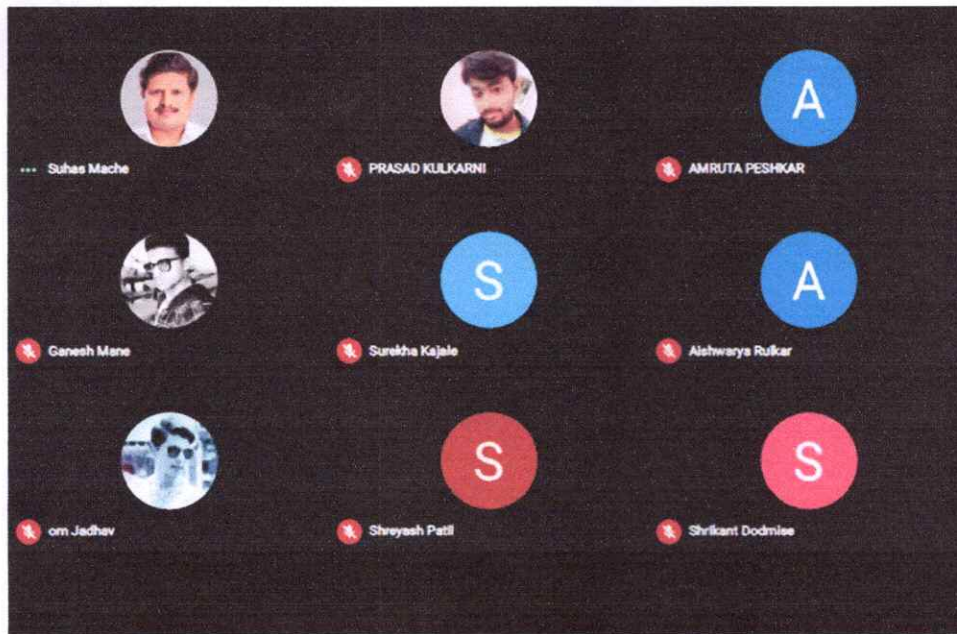 Suhas Mache
PRASAD KULKARNI
A
AMRUTA PESHKAR
Ganesh Mane
S
Surekha Kajale
A
Aishwarya Rulkar
om Jadhav
S
Shreyash Patil
S
Shrikant Dodmise